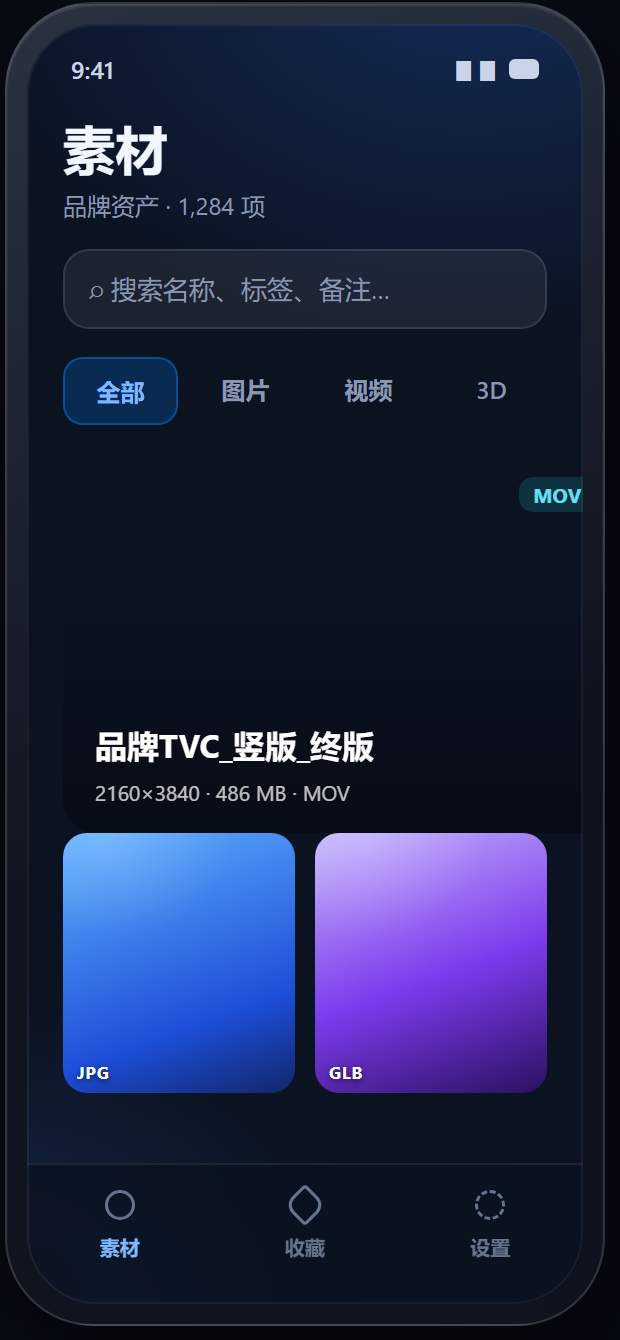 9:41
素材
品牌资产 · 1,284 项
搜索名称、标签、备注...
全部 图片 视频 3D
MOV
品牌TVC_竖版_终版
2160×3840 · 486 MB · MOV
JPG GLB
素材 收藏 设置